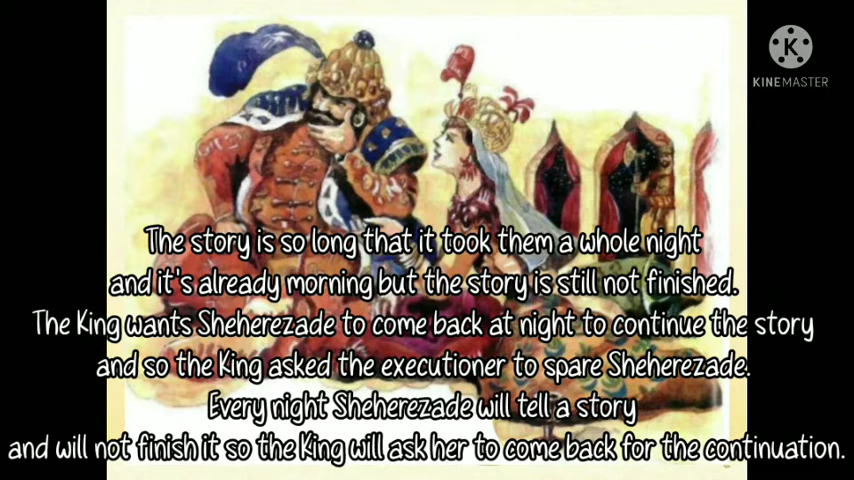 KINEMASTER
The story is so long that it took them a whole night
and it's already morning but the story is still not finished.
The King wants Sheherezade to come back at night to continue the story
and so the King asked the executioner to spare Sheherezade.
Every night Sheherezade will tell a story
and will not finish it so the King will ask her to come back for the continuation.